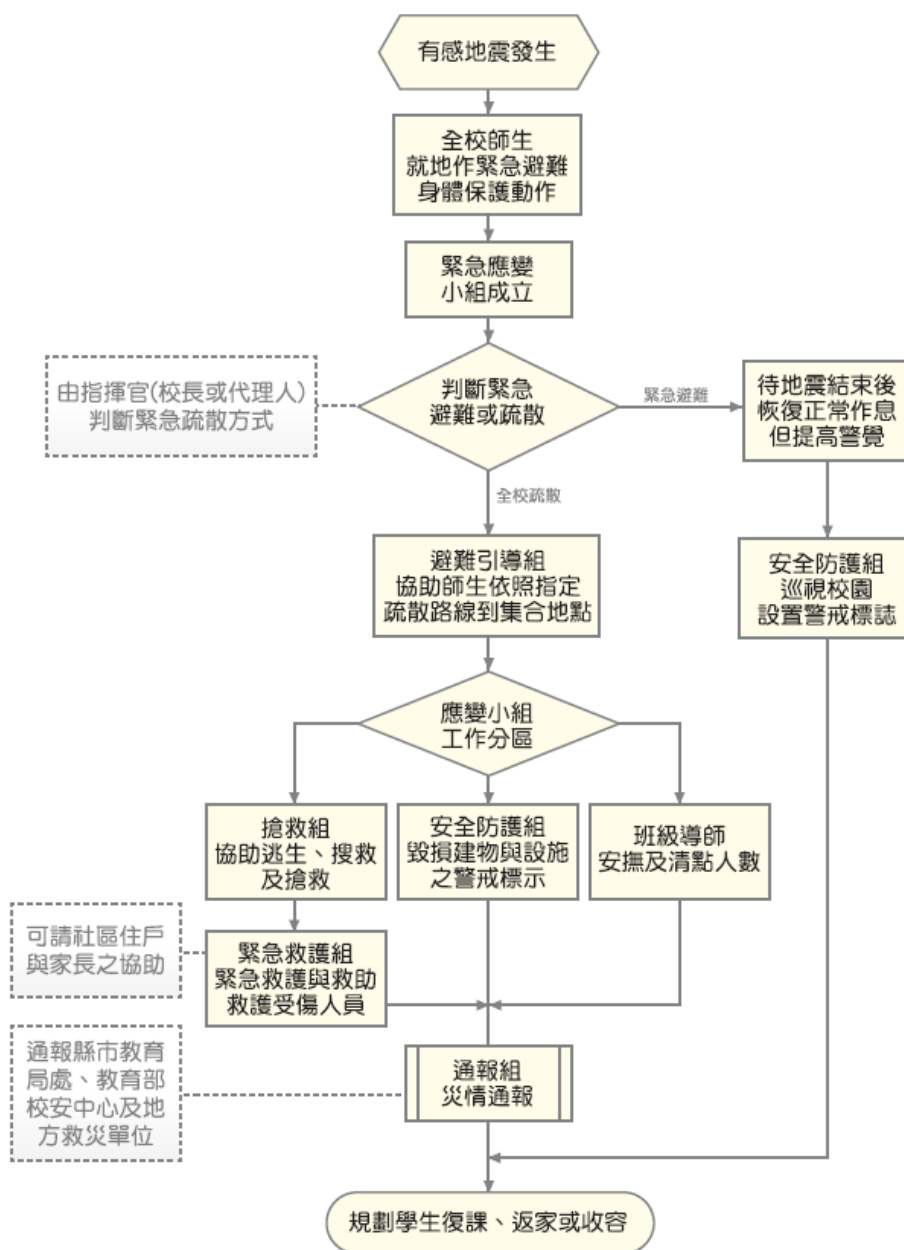 有感地震發生
全校師生
就地作緊急避難
身體保護動作
緊急應變
小組成立
由指揮官(校長或代理人)
判斷緊急疏散方式
判斷緊急
避難或疏散
緊急避難
待地震結束後
恢復正常作息
但提高警覺
全校疏散
避難引導組
協助師生依照指定
疏散路線到集合地點
安全防護組
巡視校園
設置警戒標誌
應變小組
工作分區
搶救組
協助逃生、搜救
及搶救
安全防護組
毀損建物與設施
之警戒標示
班級導師
安撫及清點人數
可請社區住戶
與家長之協助
緊急救護組
緊急救護與救助
救護受傷人員
通報縣市教育
局處、教育部
校安中心及地
方救災單位
通報組
災情通報
規劃學生復課、返家或收容